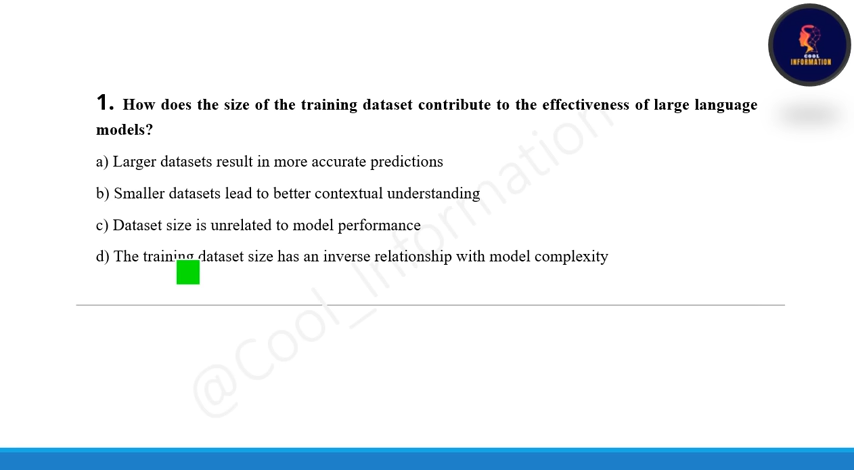 COOL
INFORMATION
1. How does the size of the training dataset contribute to the effectiveness of large language
models?
a) Larger datasets result in more accurate predictions
b) Smaller datasets lead to better contextual understanding
c) Dataset size is unrelated to model performance
d) The training dataset size has an inverse relationship with model complexity
@Cool_Information